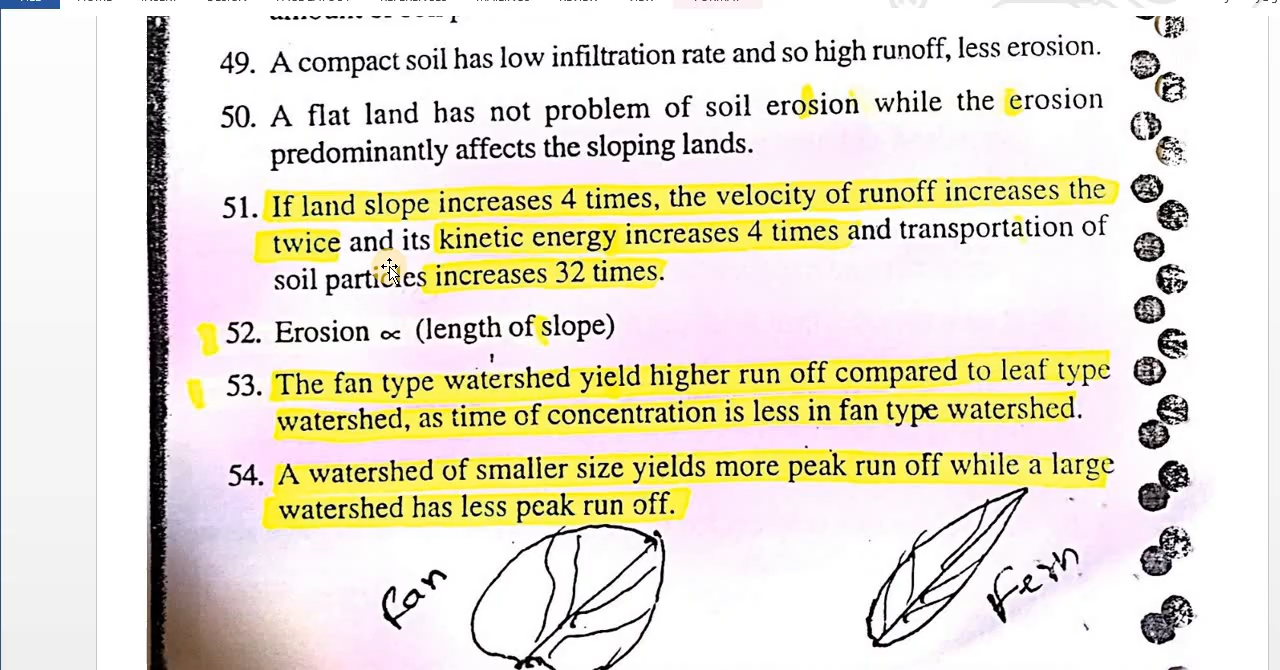 49. A compact soil has low infiltration rate and so high runoff, less erosion.
50. A flat land has not problem of soil erosion while the erosion
predominantly affects the sloping lands.
51. If land slope increases 4 times, the velocity of runoff increases the
twice and its kinetic energy increases 4 times and transportation of
soil particles increases 32 times.
52. Erosion ∝ (length of slope)
53. The fan type watershed yield higher run off compared to leaf type
watershed, as time of concentration is less in fan type watershed.
54. A watershed of smaller size yields more peak run off while a large
watershed has less peak run off.
Fan
Fern